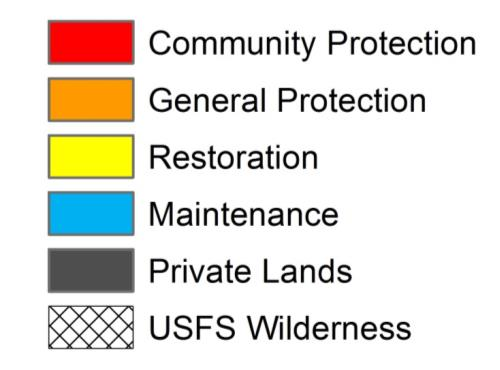 Community Protection
General Protection
Restoration
Maintenance
Private Lands
USFS Wilderness